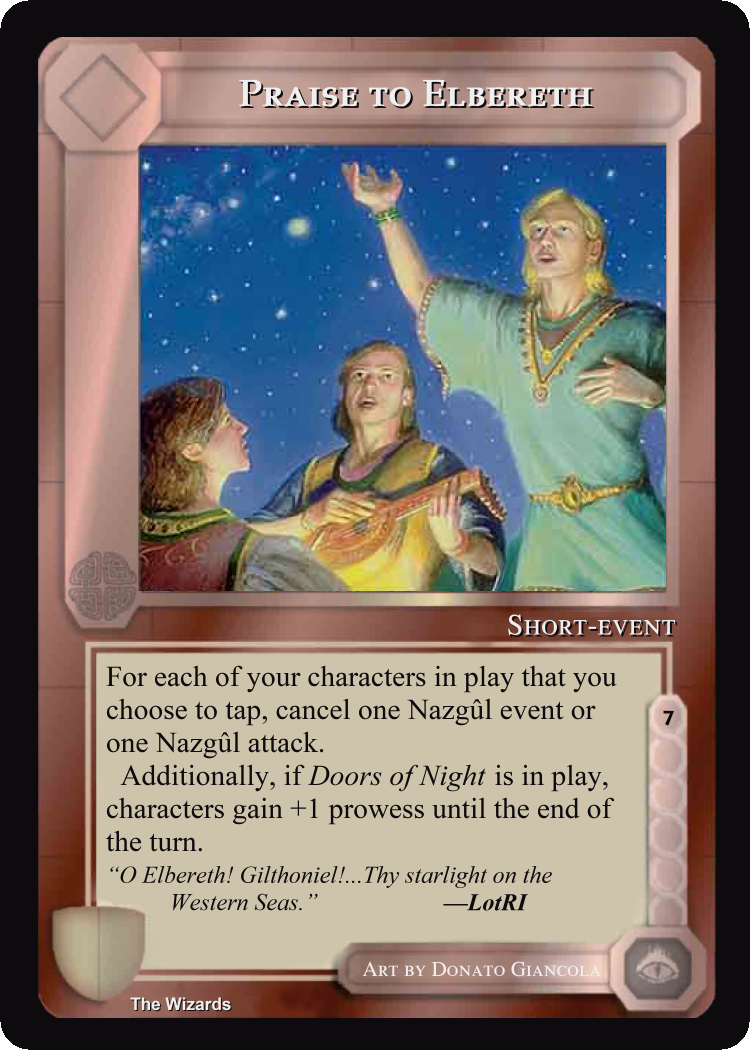 Praise to Elbereth
Short-event
For each of your characters in play that you
choose to tap, cancel one Nazgûl event or
one Nazgûl attack.
Additionally, if Doors of Night is in play,
characters gain +1 prowess until the end of
the turn.
“O Elbereth! Gilthoniel!...Thy starlight on the
Western Seas.” —LotRI
7
Art by Donato Giancola
The Wizards